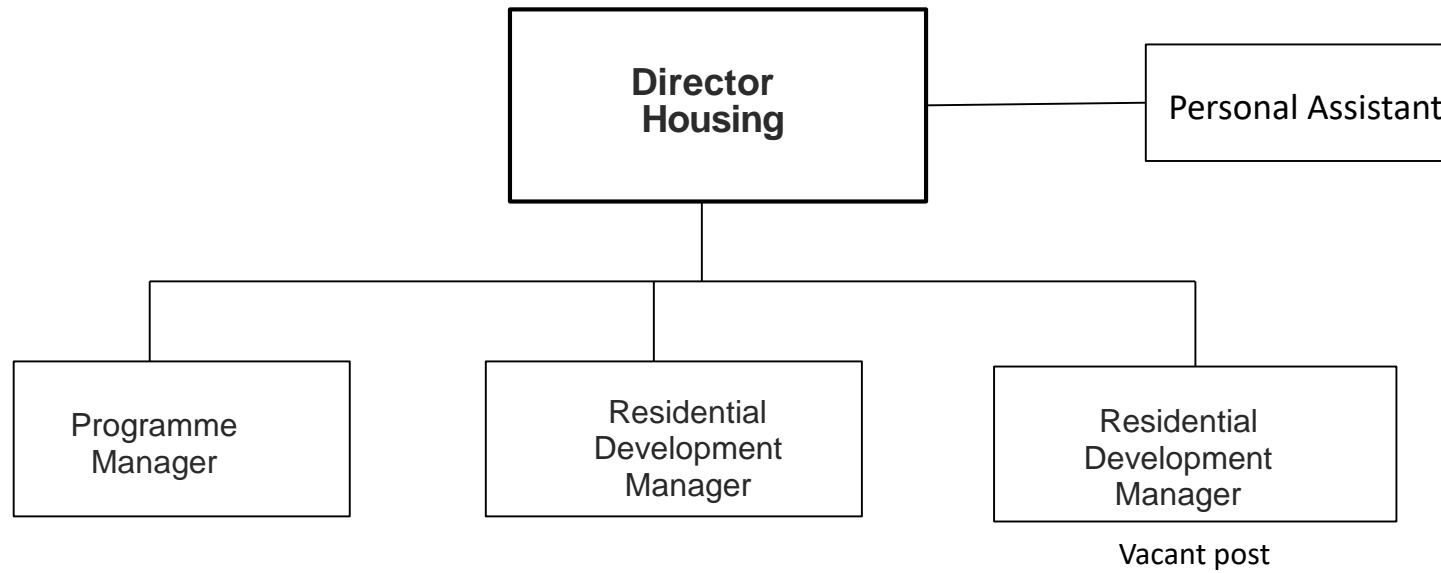 Director
Housing
Personal Assistant
Programme
Manager
Residential
Development
Manager
Residential
Development
Manager
Vacant post